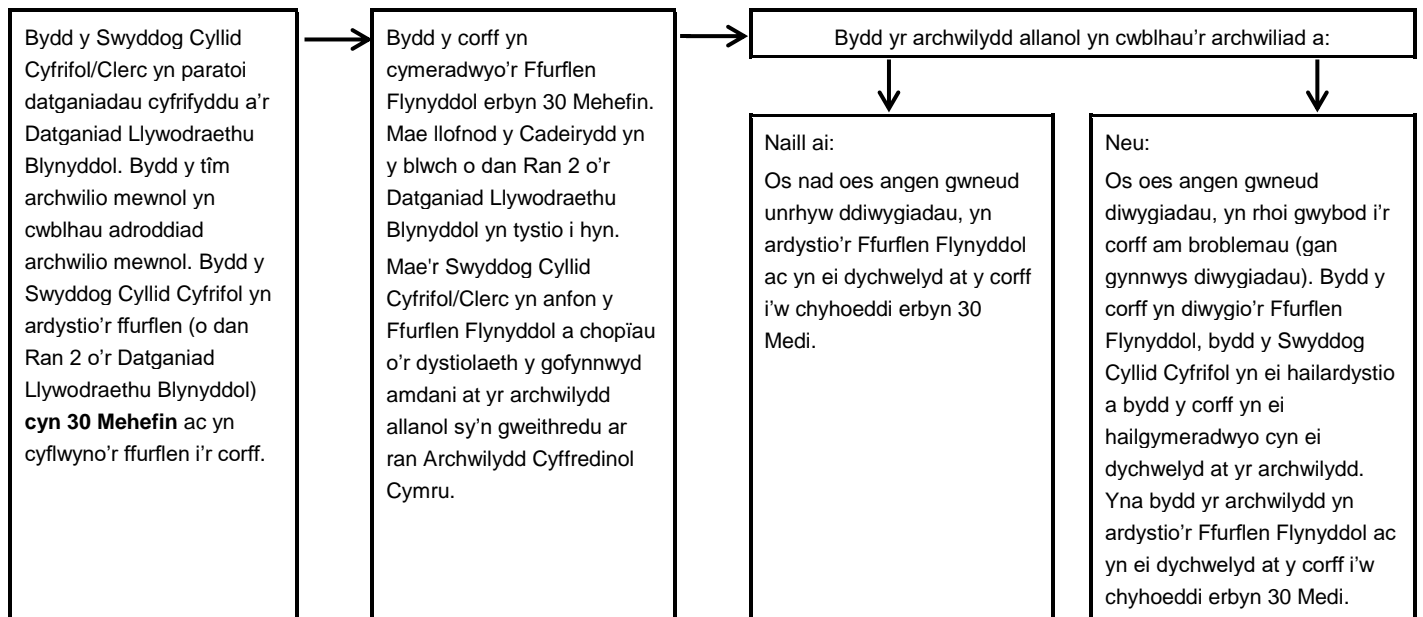 Bydd y Swyddog Cyllid
Cyfrifol/Clerc yn paratoi
datganiadau cyfrifyddu a'r
Datganiad Llywodraethu
Blynyddol. Bydd y tîm
archwilio mewnol yn
cwblhau adroddiad
archwilio mewnol. Bydd y
Swyddog Cyllid Cyfrifol yn
ardystio'r ffurflen (o dan
Ran 2 o'r Datganiad
Llywodraethu Blynyddol)
cyn 30 Mehefin ac yn
cyflwyno'r ffurflen i'r corff.
Bydd y corff yn
cymeradwyo'r Ffurflen
Flynyddol erbyn 30 Mehefin.
Mae llofnod y Cadeirydd yn
y blwch o dan Ran 2 o'r
Datganiad Llywodraethu
Blynyddol yn tystio i hyn.
Mae'r Swyddog Cyllid
Cyfrifol/Clerc yn anfon y
Ffurflen Flynyddol a chopïau
o'r dystiolaeth y gofynnwyd
amdani at yr archwilydd
allanol sy'n gweithredu ar
ran Archwilydd Cyffredinol
Cymru.
Bydd yr archwilydd allanol yn cwblhau'r archwiliad a:
Naill ai:
Os nad oes angen gwneud
unrhyw ddiwygiadau, yn
ardystio'r Ffurflen Flynyddol
ac yn ei dychwelyd at y corff
i'w chyhoeddi erbyn 30
Medi.
Neu:
Os oes angen gwneud
diwygiadau, yn rhoi gwybod i'r
corff am broblemau (gan
gynnwys diwygiadau). Bydd y
corff yn diwygio'r Ffurflen
Flynyddol, bydd y Swyddog
Cyllid Cyfrifol yn ei hailardystio
a bydd y corff yn ei
hailgymeradwyo cyn ei
dychwelyd at yr archwilydd.
Yna bydd yr archwilydd yn
ardystio'r Ffurflen Flynyddol ac
yn ei dychwelyd at y corff i'w
chyhoeddi erbyn 30 Medi.